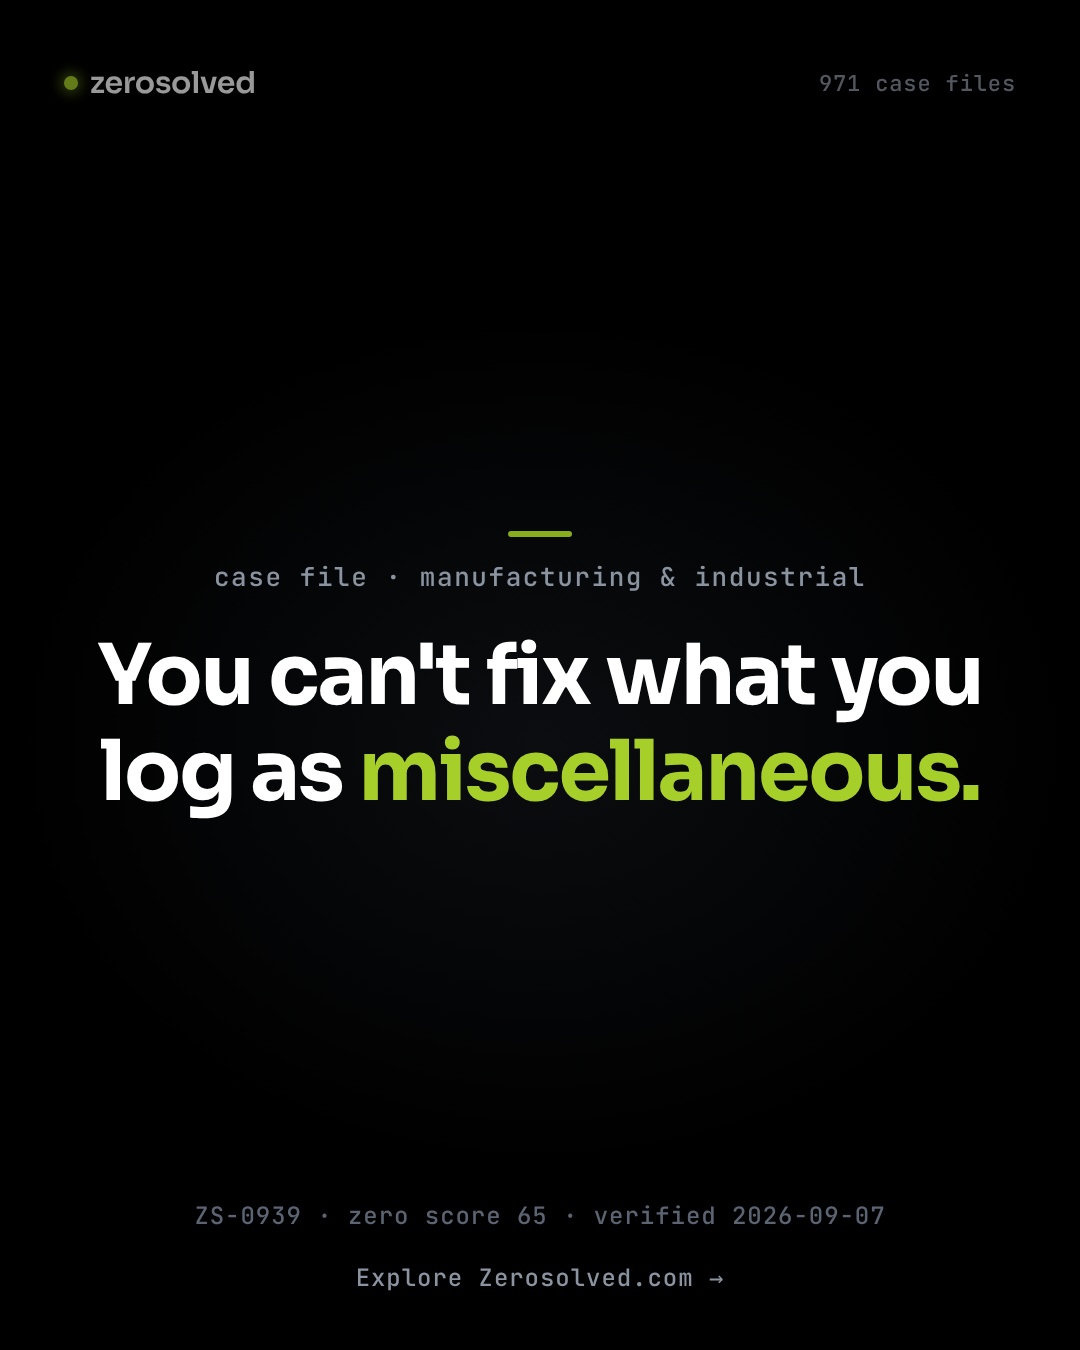 zerosolved
971 case files
case file · manufacturing & industrial
You can't fix what you
log as miscellaneous.
ZS-0939 · zero score 65 · verified 2026-09-07
Explore Zerosolved.com →